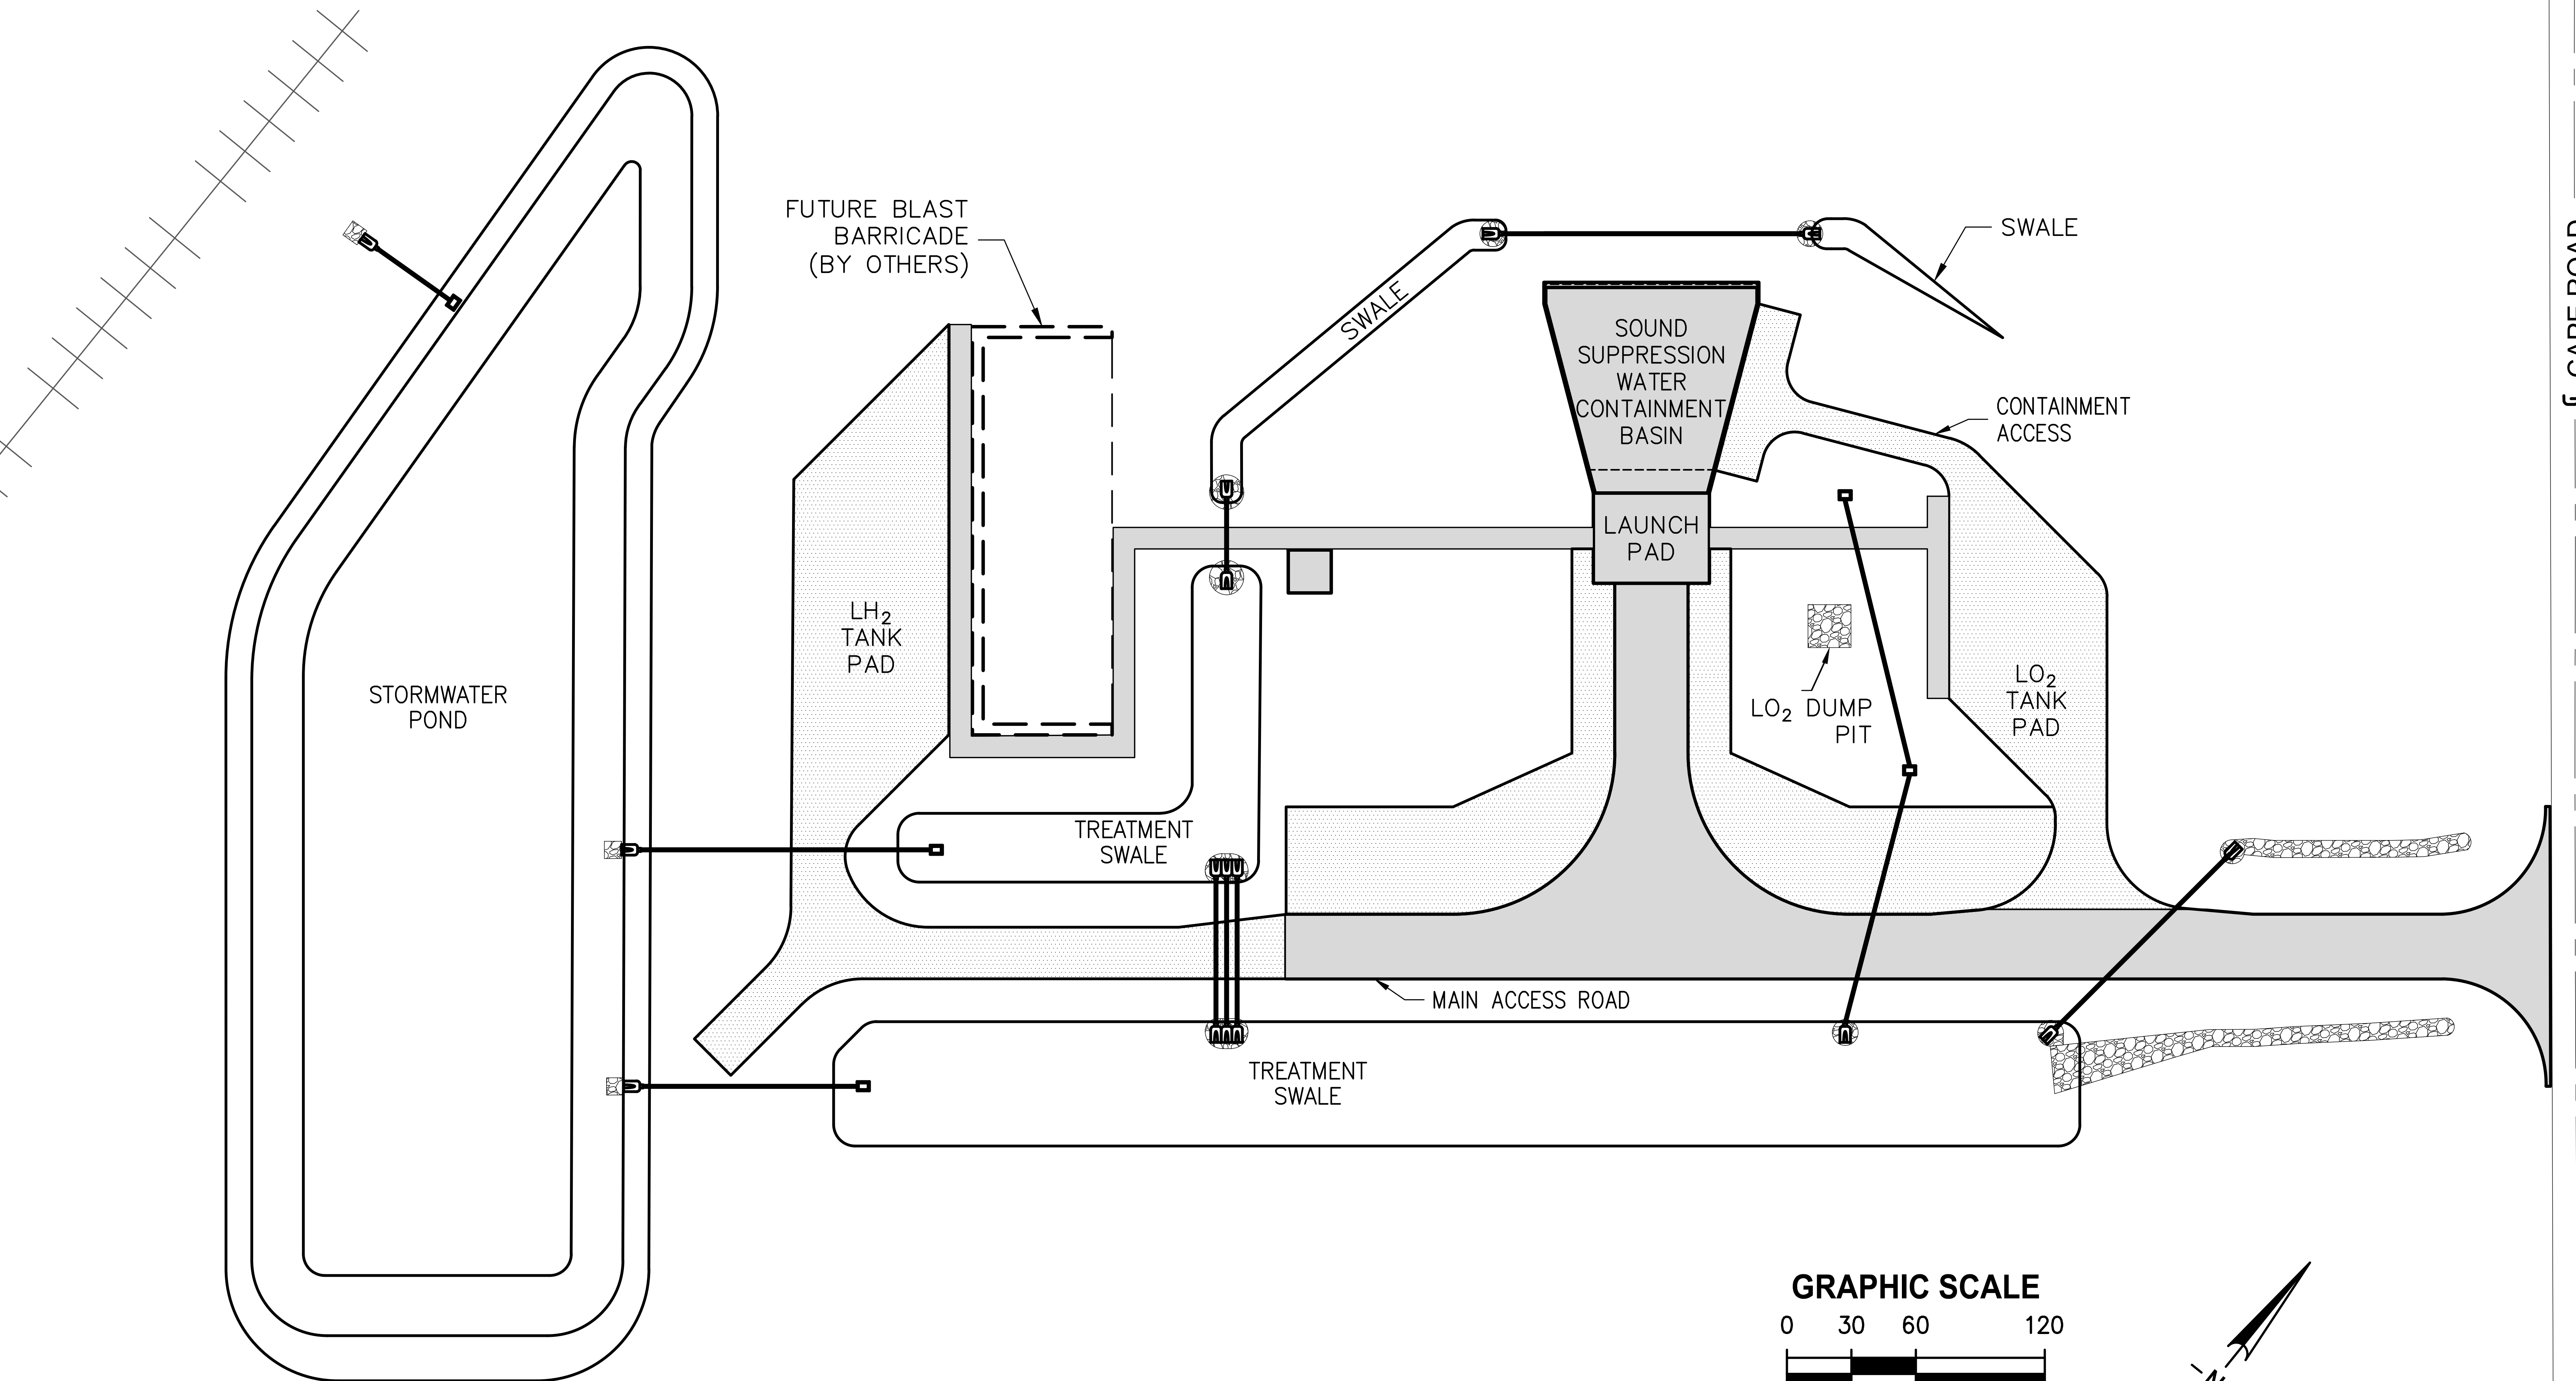 FUTURE BLAST
BARRICADE
(BY OTHERS)
SWALE
SWALE
SOUND
SUPPRESSION
WATER
CONTAINMENT
BASIN
CONTAINMENT
ACCESS
LAUNCH
PAD
LH₂
TANK
PAD
STORMWATER
POND
LO₂ DUMP
PIT
LO₂
TANK
PAD
TREATMENT
SWALE
MAIN ACCESS ROAD
TREATMENT
SWALE
CAPE ROAD
GRAPHIC SCALE
0 30 60 120